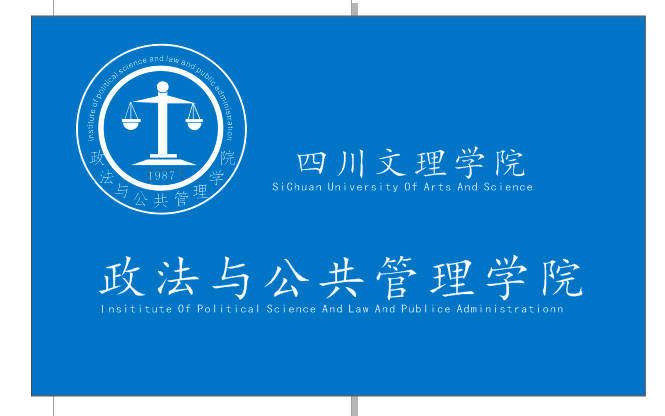 institute of political science and law and public administration
1987
政法与公共管理学院
四川文理学院
SiChuan University Of Arts And Science
政法与公共管理学院
Insititute Of Political Science And Law And Publice Administrationn